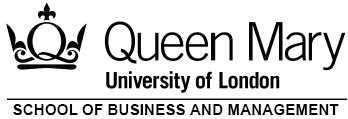 Queen Mary
University of London
SCHOOL OF BUSINESS AND MANAGEMENT